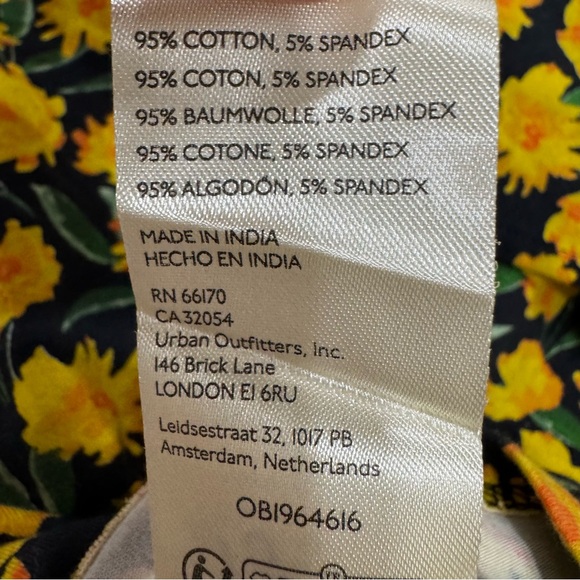 95% COTTON, 5% SPANDEX
95% COTON, 5% SPANDEX
95% BAUMWOLLE, 5% SPANDEX
95% COTONE, 5% SPANDEX
95% ALGODÓN, 5% SPANDEX
MADE IN INDIA
HECHO EN INDIA
RN 66170
CA 32054
Urban Outfitters, Inc.
146 Brick Lane
LONDON E1 6RU
Leidsestraat 32, 1017 PB
Amsterdam, Netherlands
OB1964616
FR